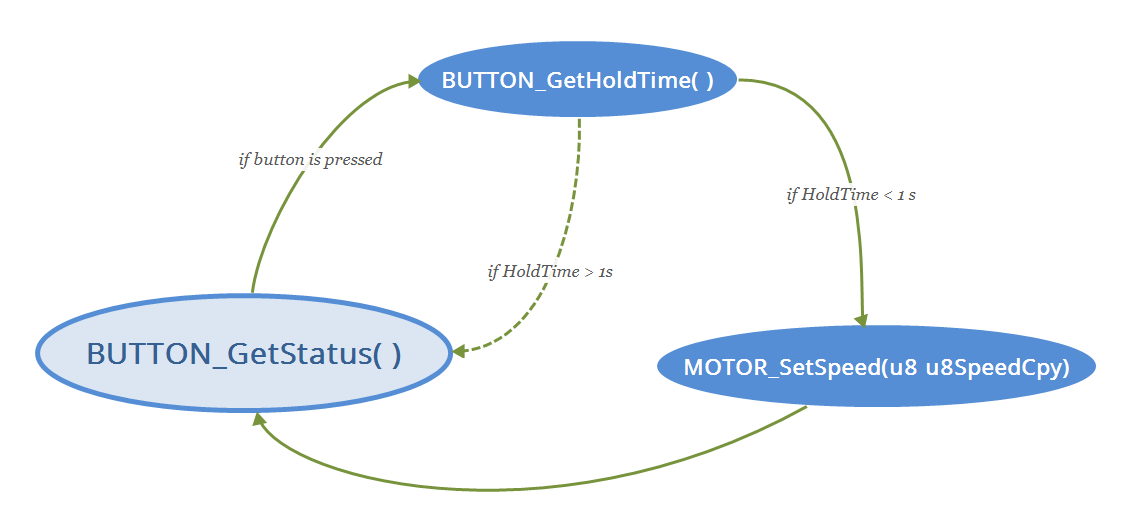 BUTTON_GetHoldTime( )
if button is pressed
if HoldTime < 1 s
if HoldTime > 1s
BUTTON_GetStatus( )
MOTOR_SetSpeed(u8 u8SpeedCpy)